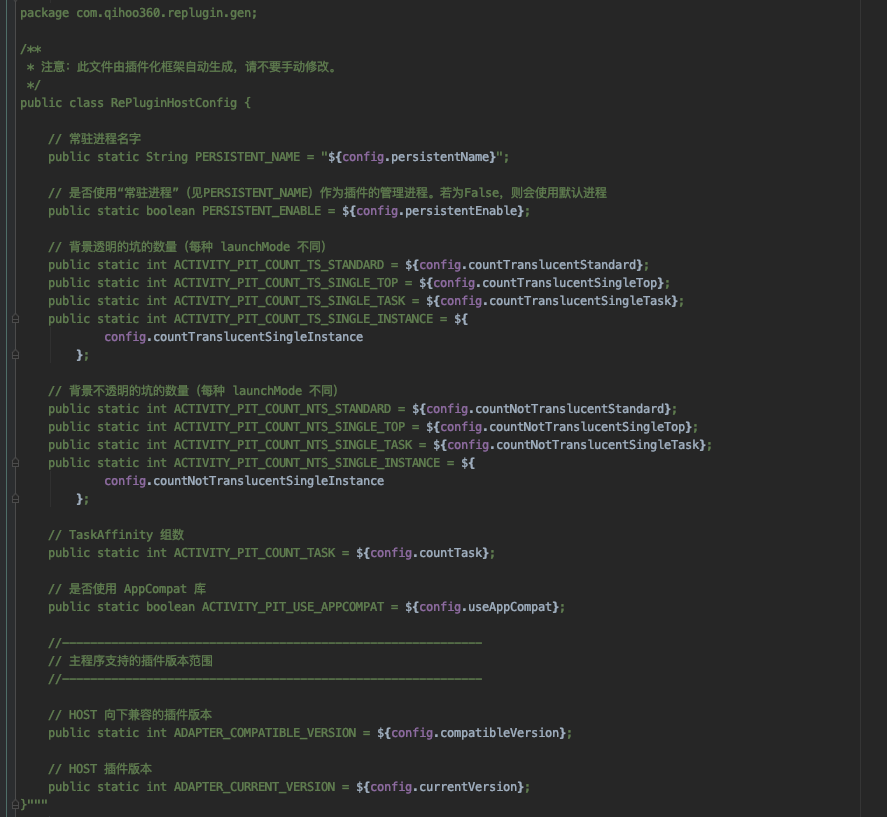 package com.qihoo360.replugin.gen;
/**
* 注意：此文件由插件化框架自动生成，请不要手动修改。
*/
public class RePluginHostConfig {
// 常驻进程名字
public static String PERSISTENT_NAME = "${config.persistentName}";
// 是否使用“常驻进程”（见PERSISTENT_NAME）作为插件的管理进程。若为False，则会使用默认进程
public static boolean PERSISTENT_ENABLE = ${config.persistentEnable};
// 背景透明的坑的数量（每种 launchMode 不同）
public static int ACTIVITY_PIT_COUNT_TS_STANDARD = ${config.countTranslucentStandard};
public static int ACTIVITY_PIT_COUNT_TS_SINGLE_TOP = ${config.countTranslucentSingleTop};
public static int ACTIVITY_PIT_COUNT_TS_SINGLE_TASK = ${config.countTranslucentSingleTask};
public static int ACTIVITY_PIT_COUNT_TS_SINGLE_INSTANCE = ${
config.countTranslucentSingleInstance
};
// 背景不透明的坑的数量（每种 launchMode 不同）
public static int ACTIVITY_PIT_COUNT_NTS_STANDARD = ${config.countNotTranslucentStandard};
public static int ACTIVITY_PIT_COUNT_NTS_SINGLE_TOP = ${config.countNotTranslucentSingleTop};
public static int ACTIVITY_PIT_COUNT_NTS_SINGLE_TASK = ${config.countNotTranslucentSingleTask};
public static int ACTIVITY_PIT_COUNT_NTS_SINGLE_INSTANCE = ${
config.countNotTranslucentSingleInstance
};
// TaskAffinity 组数
public static int ACTIVITY_PIT_COUNT_TASK = ${config.countTask};
// 是否使用 AppCompat 库
public static boolean ACTIVITY_PIT_USE_APPCOMPAT = ${config.useAppCompat};
//------------------------------------------------------------
// 主程序支持的插件版本范围
//------------------------------------------------------------
// HOST 向下兼容的插件版本
public static int ADAPTER_COMPATIBLE_VERSION = ${config.compatibleVersion};
// HOST 插件版本
public static int ADAPTER_CURRENT_VERSION = ${config.currentVersion};
}"""